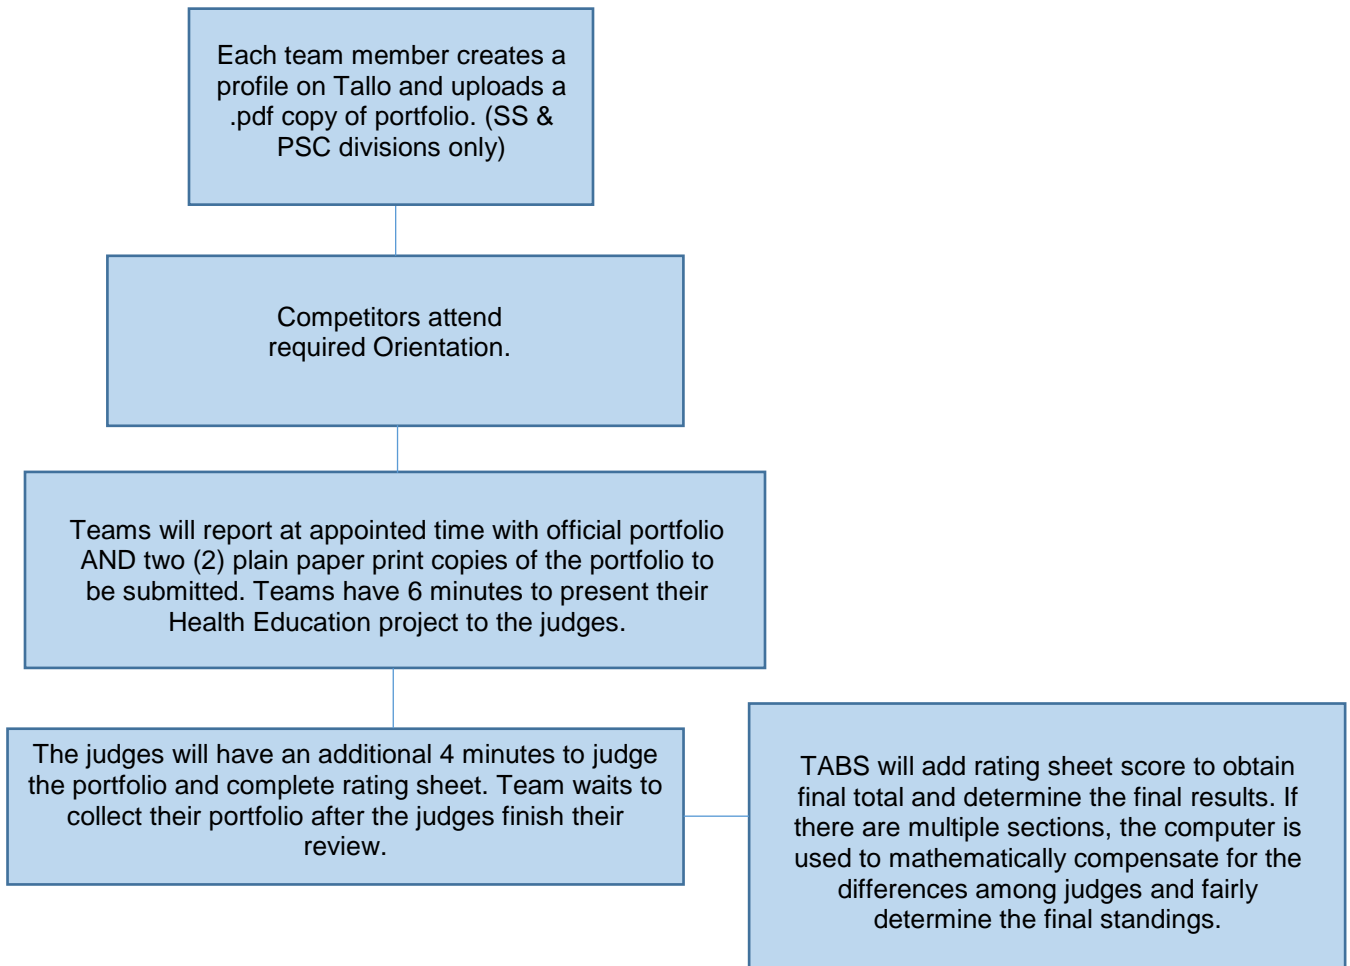 Each team member creates a
profile on Tallo and uploads a
.pdf copy of portfolio. (SS &
PSC divisions only)
Competitors attend
required Orientation.
Teams will report at appointed time with official portfolio
AND two (2) plain paper print copies of the portfolio to
be submitted. Teams have 6 minutes to present their
Health Education project to the judges.
The judges will have an additional 4 minutes to judge
the portfolio and complete rating sheet. Team waits to
collect their portfolio after the judges finish their
review.
TABS will add rating sheet score to obtain
final total and determine the final results. If
there are multiple sections, the computer is
used to mathematically compensate for the
differences among judges and fairly
determine the final standings.